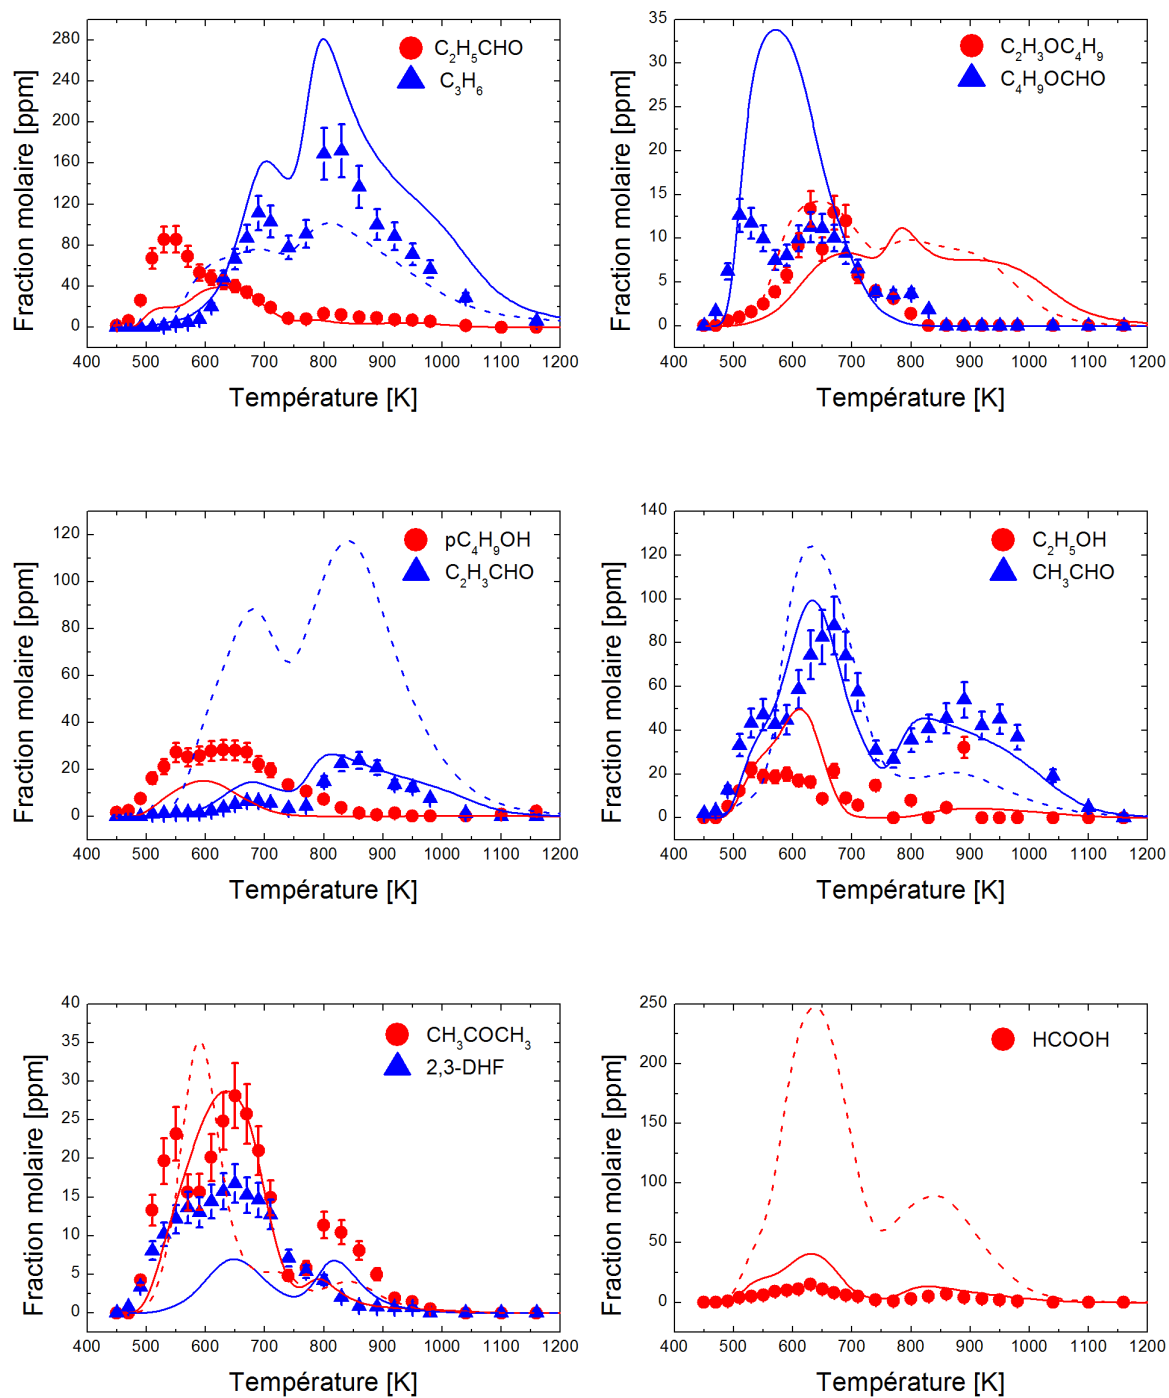 280
240
200
160
120
80
40
0
400 500 600 700 800 900 1000 1100 1200
Fraction molaire [ppm]
Température [K]
C₂H₅CHO
C₃H₆
35
30
25
20
15
10
5
0
400 500 600 700 800 900 1000 1100 1200
Fraction molaire [ppm]
Température [K]
C₂H₃OC₄H₉
C₄H₉OCHO
120
100
80
60
40
20
0
400 500 600 700 800 900 1000 1100 1200
Fraction molaire [ppm]
Température [K]
pC₄H₉OH
C₂H₃CHO
140
120
100
80
60
40
20
0
400 500 600 700 800 900 1000 1100 1200
Fraction molaire [ppm]
Température [K]
C₂H₅OH
CH₃CHO
40
35
30
25
20
15
10
5
0
400 500 600 700 800 900 1000 1100 1200
Fraction molaire [ppm]
Température [K]
CH₃COCH₃
2,3-DHF
250
200
150
100
50
0
400 500 600 700 800 900 1000 1100 1200
Fraction molaire [ppm]
Température [K]
HCOOH